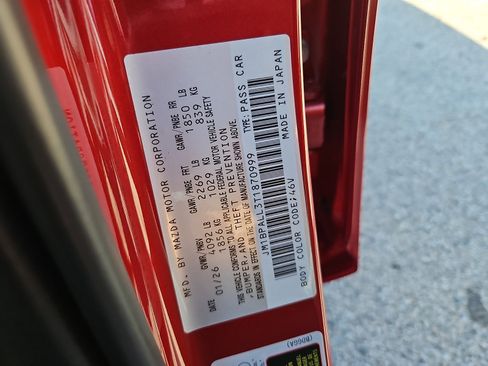 MFD. BY MAZDA MOTOR CORPORATION
GVWR/PNBV GAWR/PNBE FRT GAWR/PNBE RR
DATE 4092 LB 2269 LB 1850 LB
01/26 1856 KG 1029 KG 839 KG
THIS VEHICLE CONFORMS TO ALL APPLICABLE FEDERAL MOTOR VEHICLE SAFETY
,BUMPER,AND THEFT PREVENTION
STANDARDS IN EFFECT ON THE DATE OF MANUFACTURE SHOWN ABOVE.
JM1BPALL3T1870999 TYPE: PASS CAR
BODY COLOR CODE:46V MADE IN JAPAN